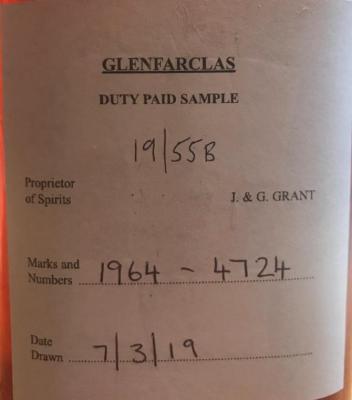 GLENFARCLAS
DUTY PAID SAMPLE
19/55B
Proprietor
of Spirits J. & G. GRANT
Marks and
Numbers 1964 - 4724
Date
Drawn 7/3/19